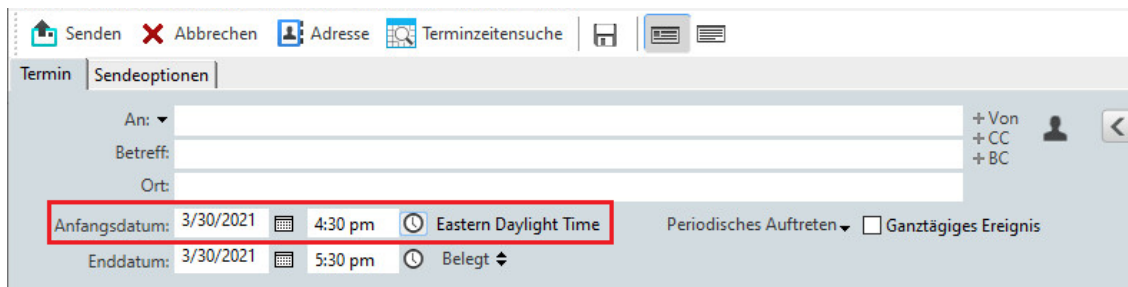 Senden Abbrechen Adresse Terminzeitensuche
Termin Sendeoptionen
An: + Von
+ CC
Betreff: + BC
Ort:
Anfangsdatum: 3/30/2021 4:30 pm Eastern Daylight Time Periodisches Auftreten Ganztägiges Ereignis
Enddatum: 3/30/2021 5:30 pm Belegt